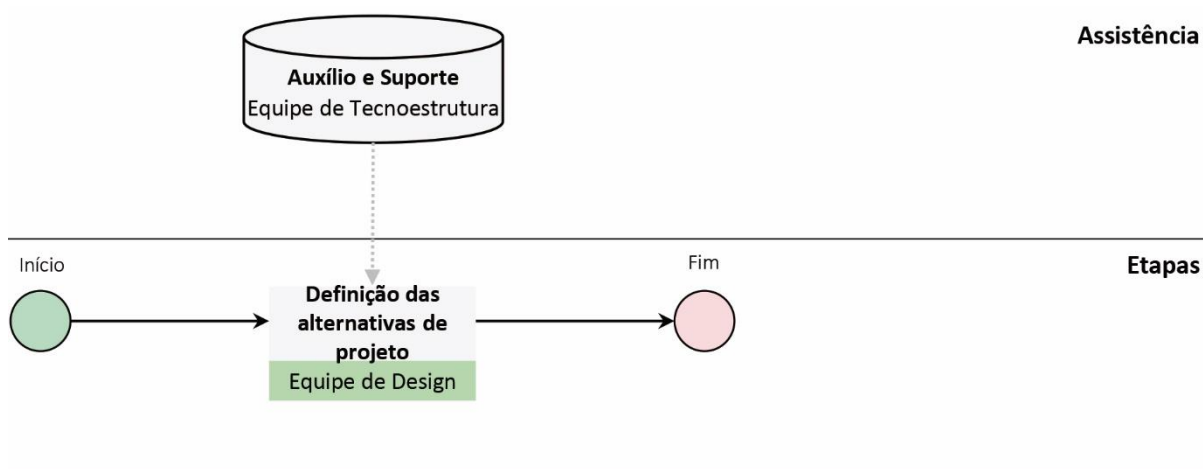 Assistência
Auxílio e Suporte
Equipe de Tecnoestrutura
Início
Fim
Etapas
Definição das
alternativas de
projeto
Equipe de Design